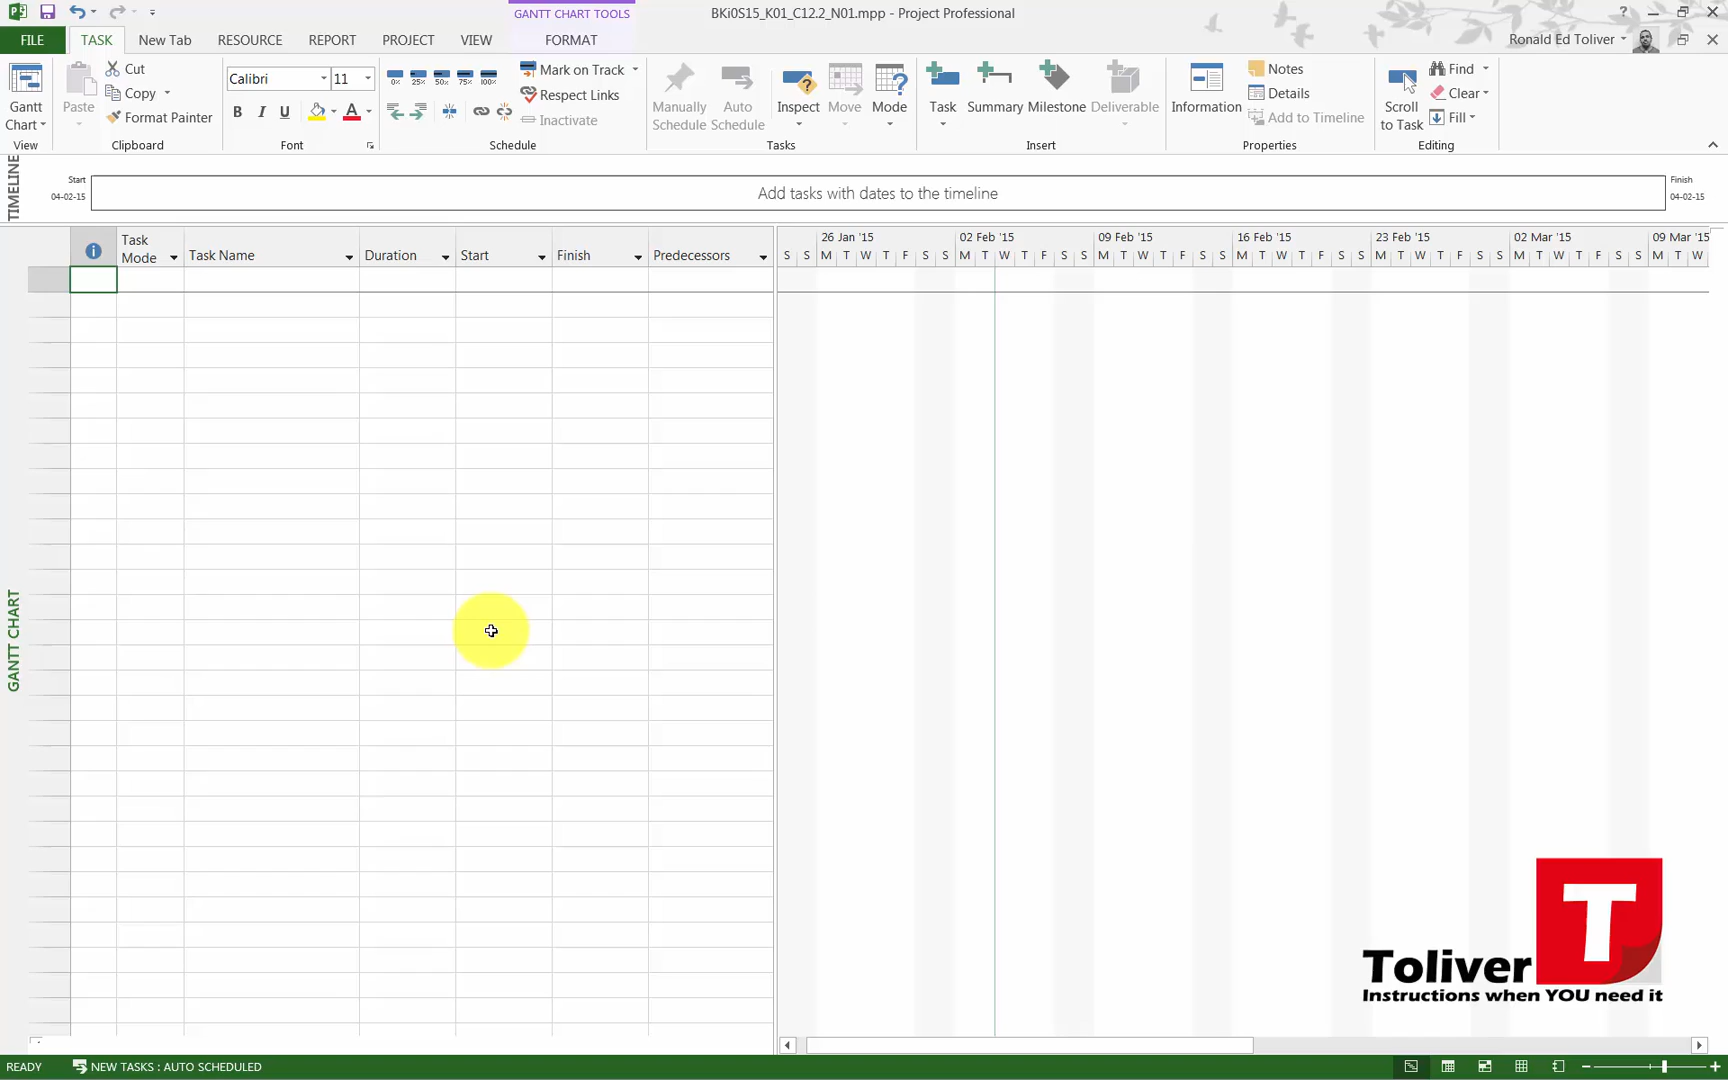 GANTT CHART TOOLS
BKi0S15_K01_C12.2_N01.mpp - Project Professional
FILE TASK New Tab RESOURCE REPORT PROJECT VIEW FORMAT
Ronald Ed Toliver
Gantt Chart
View
Paste
Cut
Copy
Format Painter
Clipboard
Calibri 11
B I U A
Font
0% 25% 50% 75% 100%
Mark on Track
Respect Links
Inactivate
Schedule
Manually Schedule
Auto Schedule
Inspect
Move
Mode
Tasks
Task
Summary
Milestone
Deliverable
Insert
Information
Notes
Details
Add to Timeline
Properties
Scroll to Task
Find
Clear
Fill
Editing
TIMELINE
Start
04-02-15
Add tasks with dates to the timeline
Finish
04-02-15
Task Mode
Task Name
Duration
Start
Finish
Predecessors
26 Jan '15 02 Feb '15 09 Feb '15 16 Feb '15 23 Feb '15 02 Mar '15 09 Mar '15
S S M T W T F S S M T W T F S S M T W T F S S M T W T F S S M T W T F S S M T W T F S S M T W
GANTT CHART
Toliver
T
Instructions when YOU need it
READY
NEW TASKS : AUTO SCHEDULED